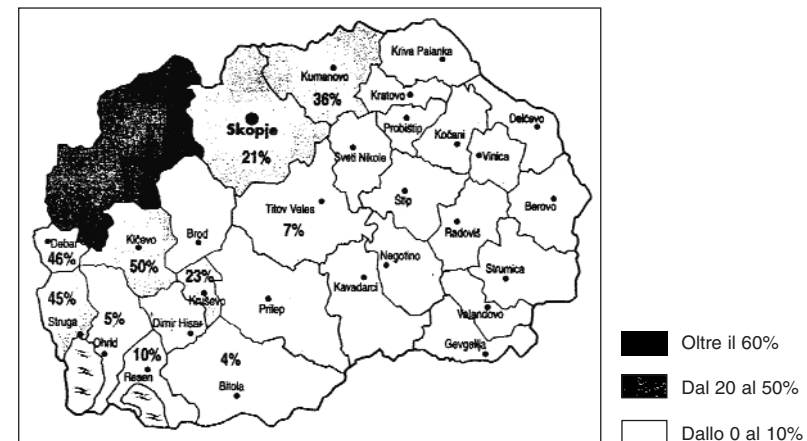 Kriva Palanka
Kumanovo
36%
Kratovo
Skopje
21%
Probištip
Kočani
Delčevo
Sveti Nikole
Vinica
Štip
Berovo
Titov Veles
7%
Radoviš
Brod
Debar
46%
Kičevo
50%
Negotino
Strumica
23%
Kruševo
Kavadarci
45%
Struga
5%
Ohrid
Dimir Hisar
Prilep
Valandovo
Gevgelija
10%
Resen
4%
Bitola
Oltre il 60%
Dal 20 al 50%
Dallo 0 al 10%